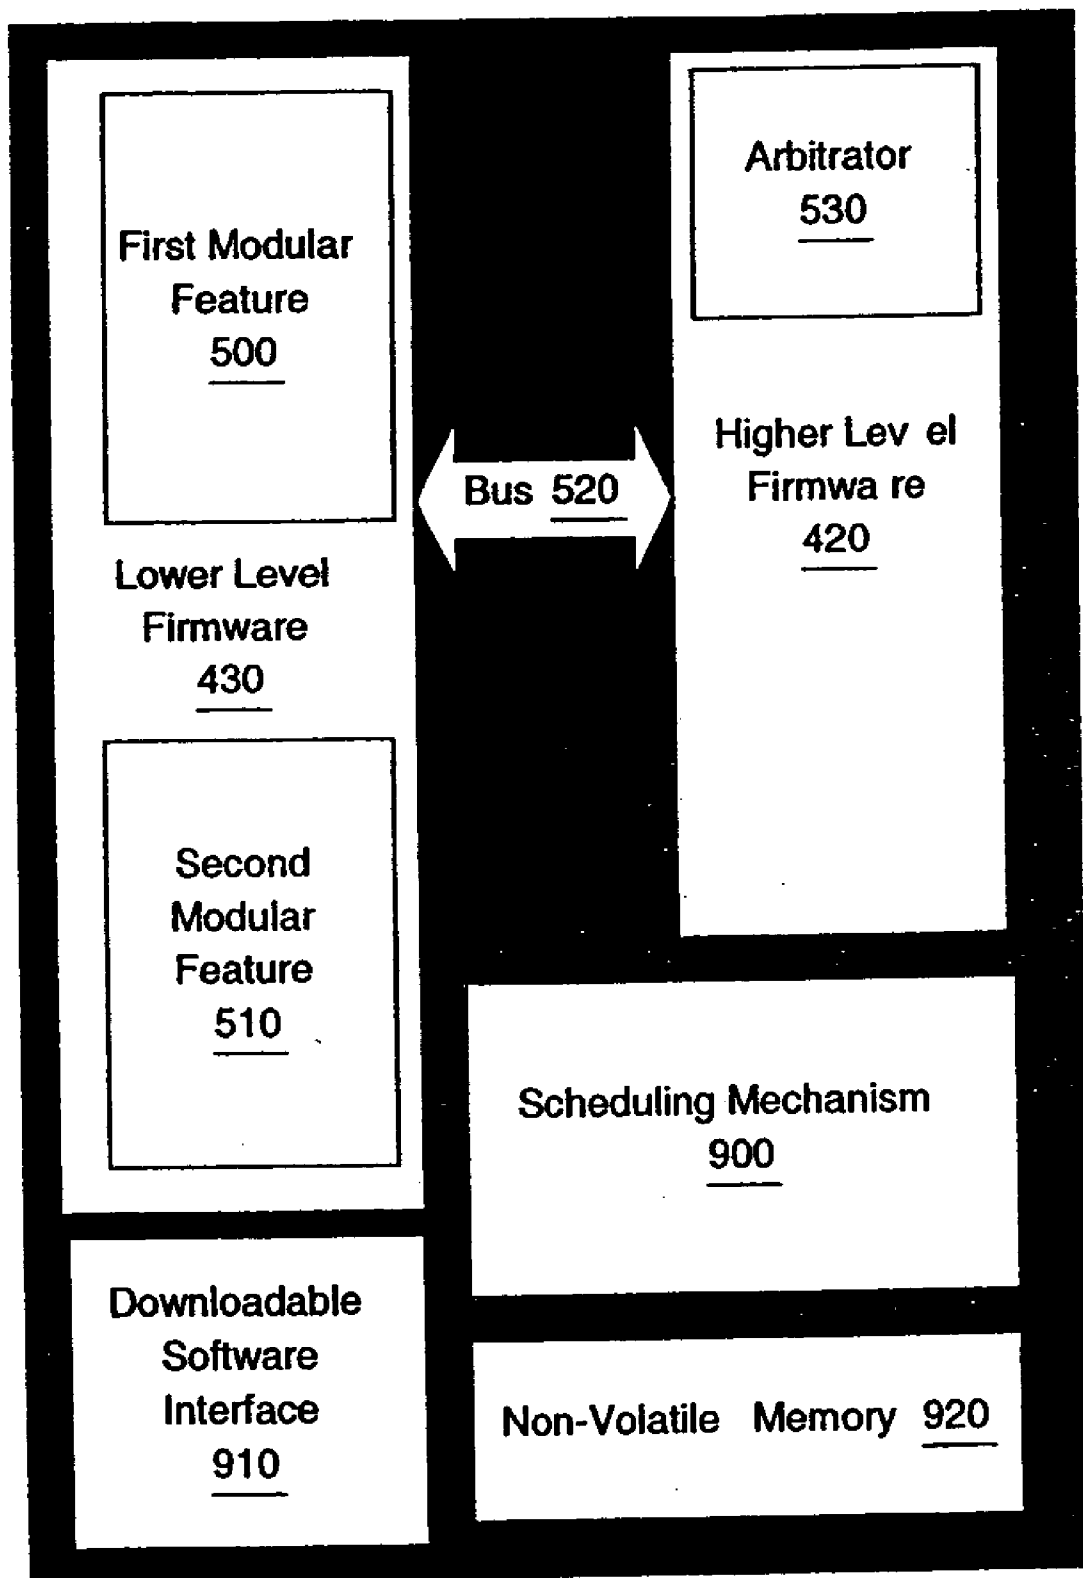 First Modular
Feature
500
Lower Level
Firmware
430
Second
Modular
Feature
510
Downloadable
Software
Interface
910
Bus 520
Arbitrator
530
Higher Lev el
Firmwa re
420
Scheduling Mechanism
900
Non-Volatile Memory 920